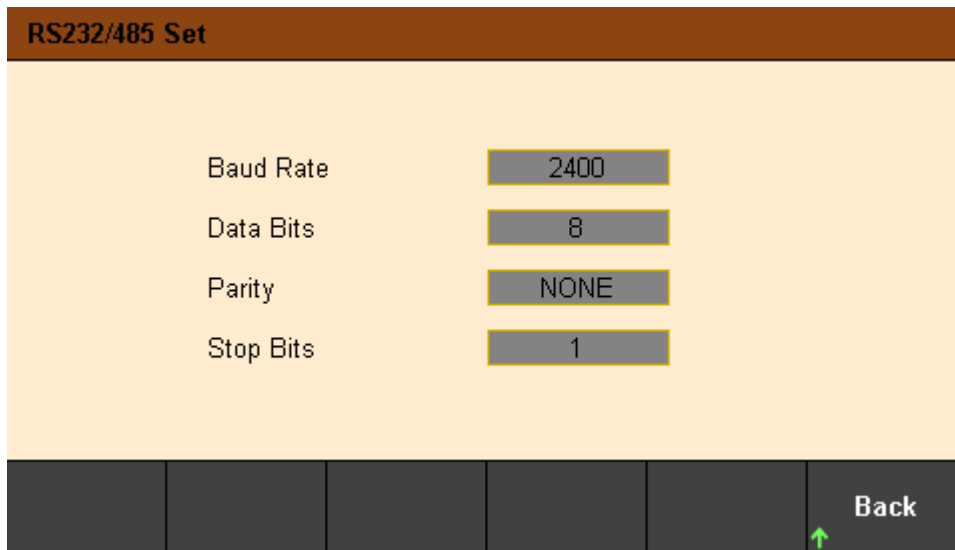 RS232/485 Set
Baud Rate 2400
Data Bits 8
Parity NONE
Stop Bits 1
Back